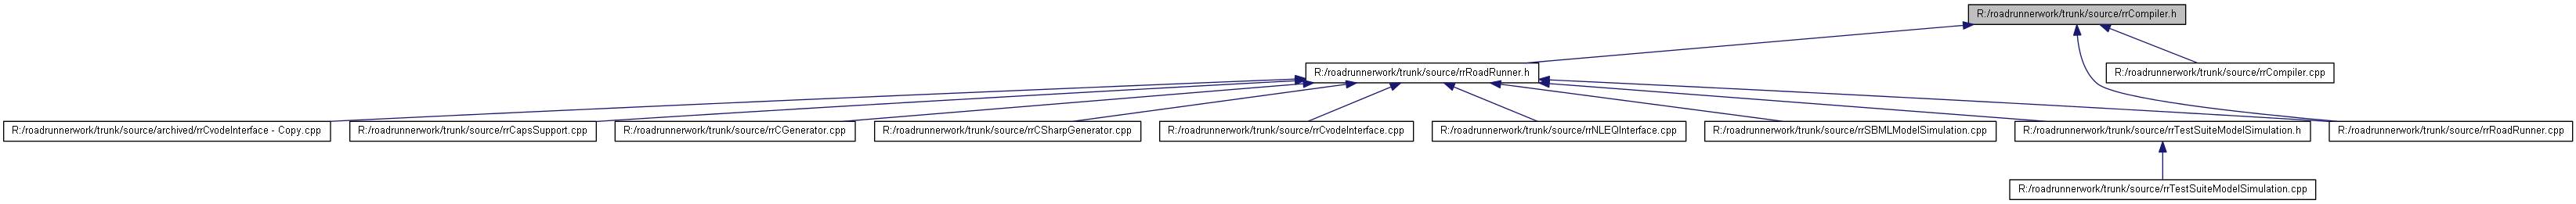 R:/roadrunnerwork/trunk/source/rrCompiler.h
R:/roadrunnerwork/trunk/source/rrRoadRunner.h
R:/roadrunnerwork/trunk/source/rrCompiler.cpp
R:/roadrunnerwork/trunk/source/archived/rrCvodeInterface - Copy.cpp
R:/roadrunnerwork/trunk/source/rrCapsSupport.cpp
R:/roadrunnerwork/trunk/source/rrCGenerator.cpp
R:/roadrunnerwork/trunk/source/rrCSharpGenerator.cpp
R:/roadrunnerwork/trunk/source/rrCvodeInterface.cpp
R:/roadrunnerwork/trunk/source/rrNLEQInterface.cpp
R:/roadrunnerwork/trunk/source/rrSBMLModelSimulation.cpp
R:/roadrunnerwork/trunk/source/rrTestSuiteModelSimulation.h
R:/roadrunnerwork/trunk/source/rrRoadRunner.cpp
R:/roadrunnerwork/trunk/source/rrTestSuiteModelSimulation.cpp